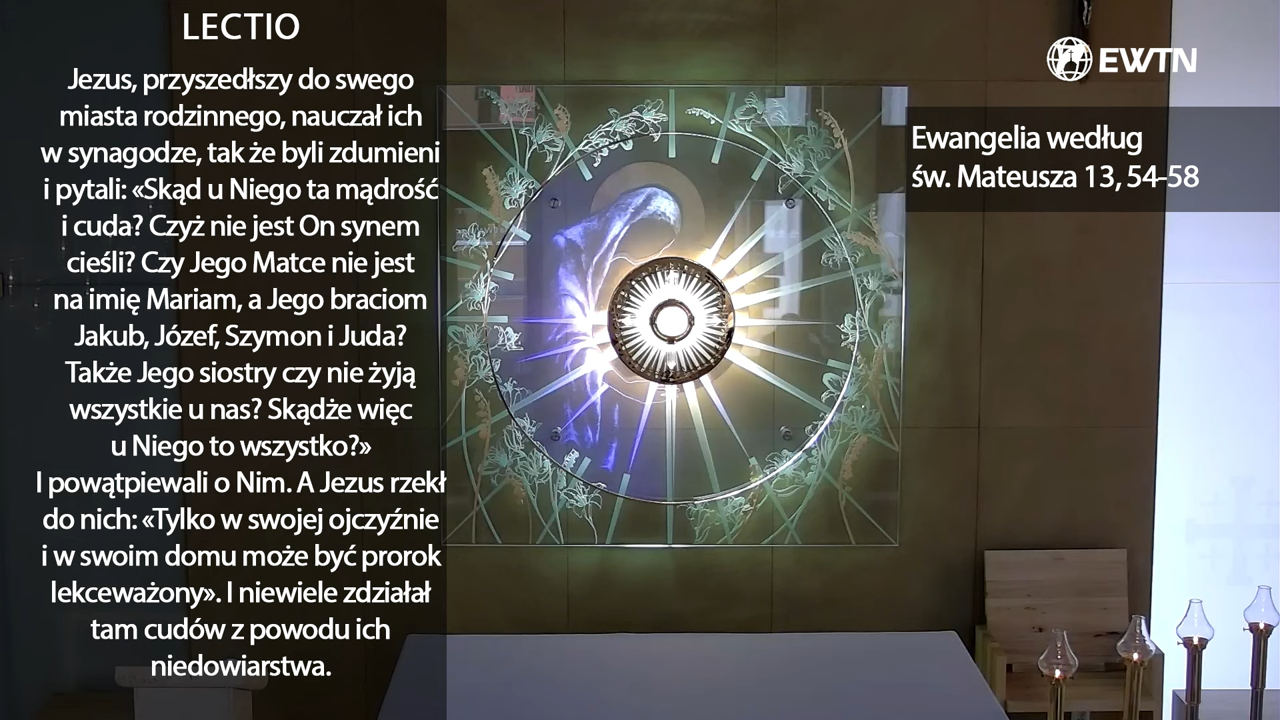 LECTIO
Jezus, przyszedłszy do swego
miasta rodzinnego, nauczał ich
w synagodze, tak że byli zdumieni
i pytali: «Skąd u Niego ta mądrość
i cuda? Czyż nie jest On synem
cieśli? Czy Jego Matce nie jest
na imię Mariam, a Jego braciom
Jakub, Józef, Szymon i Juda?
Także Jego siostry czy nie żyją
wszystkie u nas? Skądże więc
u Niego to wszystko?»
I powątpiewali o Nim. A Jezus rzekł
do nich: «Tylko w swojej ojczyźnie
i w swoim domu może być prorok
lekceważony». I niewiele zdziałał
tam cudów z powodu ich
niedowiarstwa.
EWTN
Ewangelia według
św. Mateusza 13, 54-58